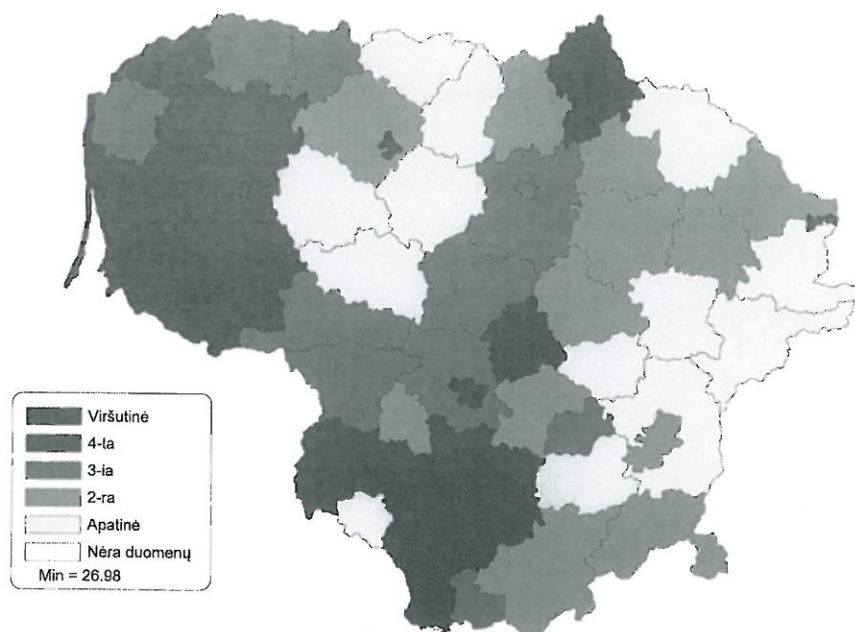 Viršutinė
4-ta
3-ia
2-ra
Apatinė
Nėra duomenų
Min = 26.98